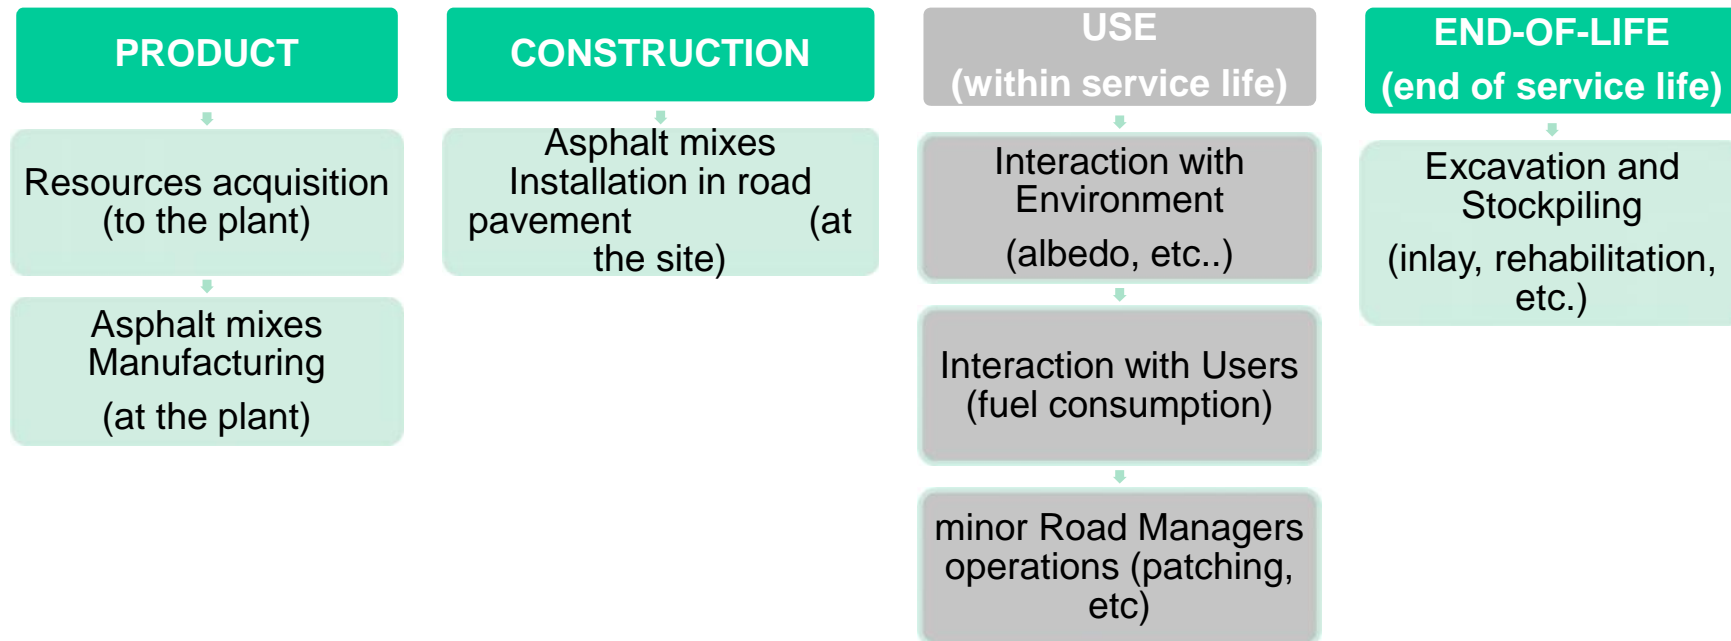 PRODUCT
Resources acquisition
(to the plant)
Asphalt mixes
Manufacturing
(at the plant)
CONSTRUCTION
Asphalt mixes
Installation in road
pavement (at
the site)
USE
(within service life)
Interaction with
Environment
(albedo, etc..)
Interaction with Users
(fuel consumption)
minor Road Managers
operations (patching,
etc)
END-OF-LIFE
(end of service life)
Excavation and
Stockpiling
(inlay, rehabilitation,
etc.)